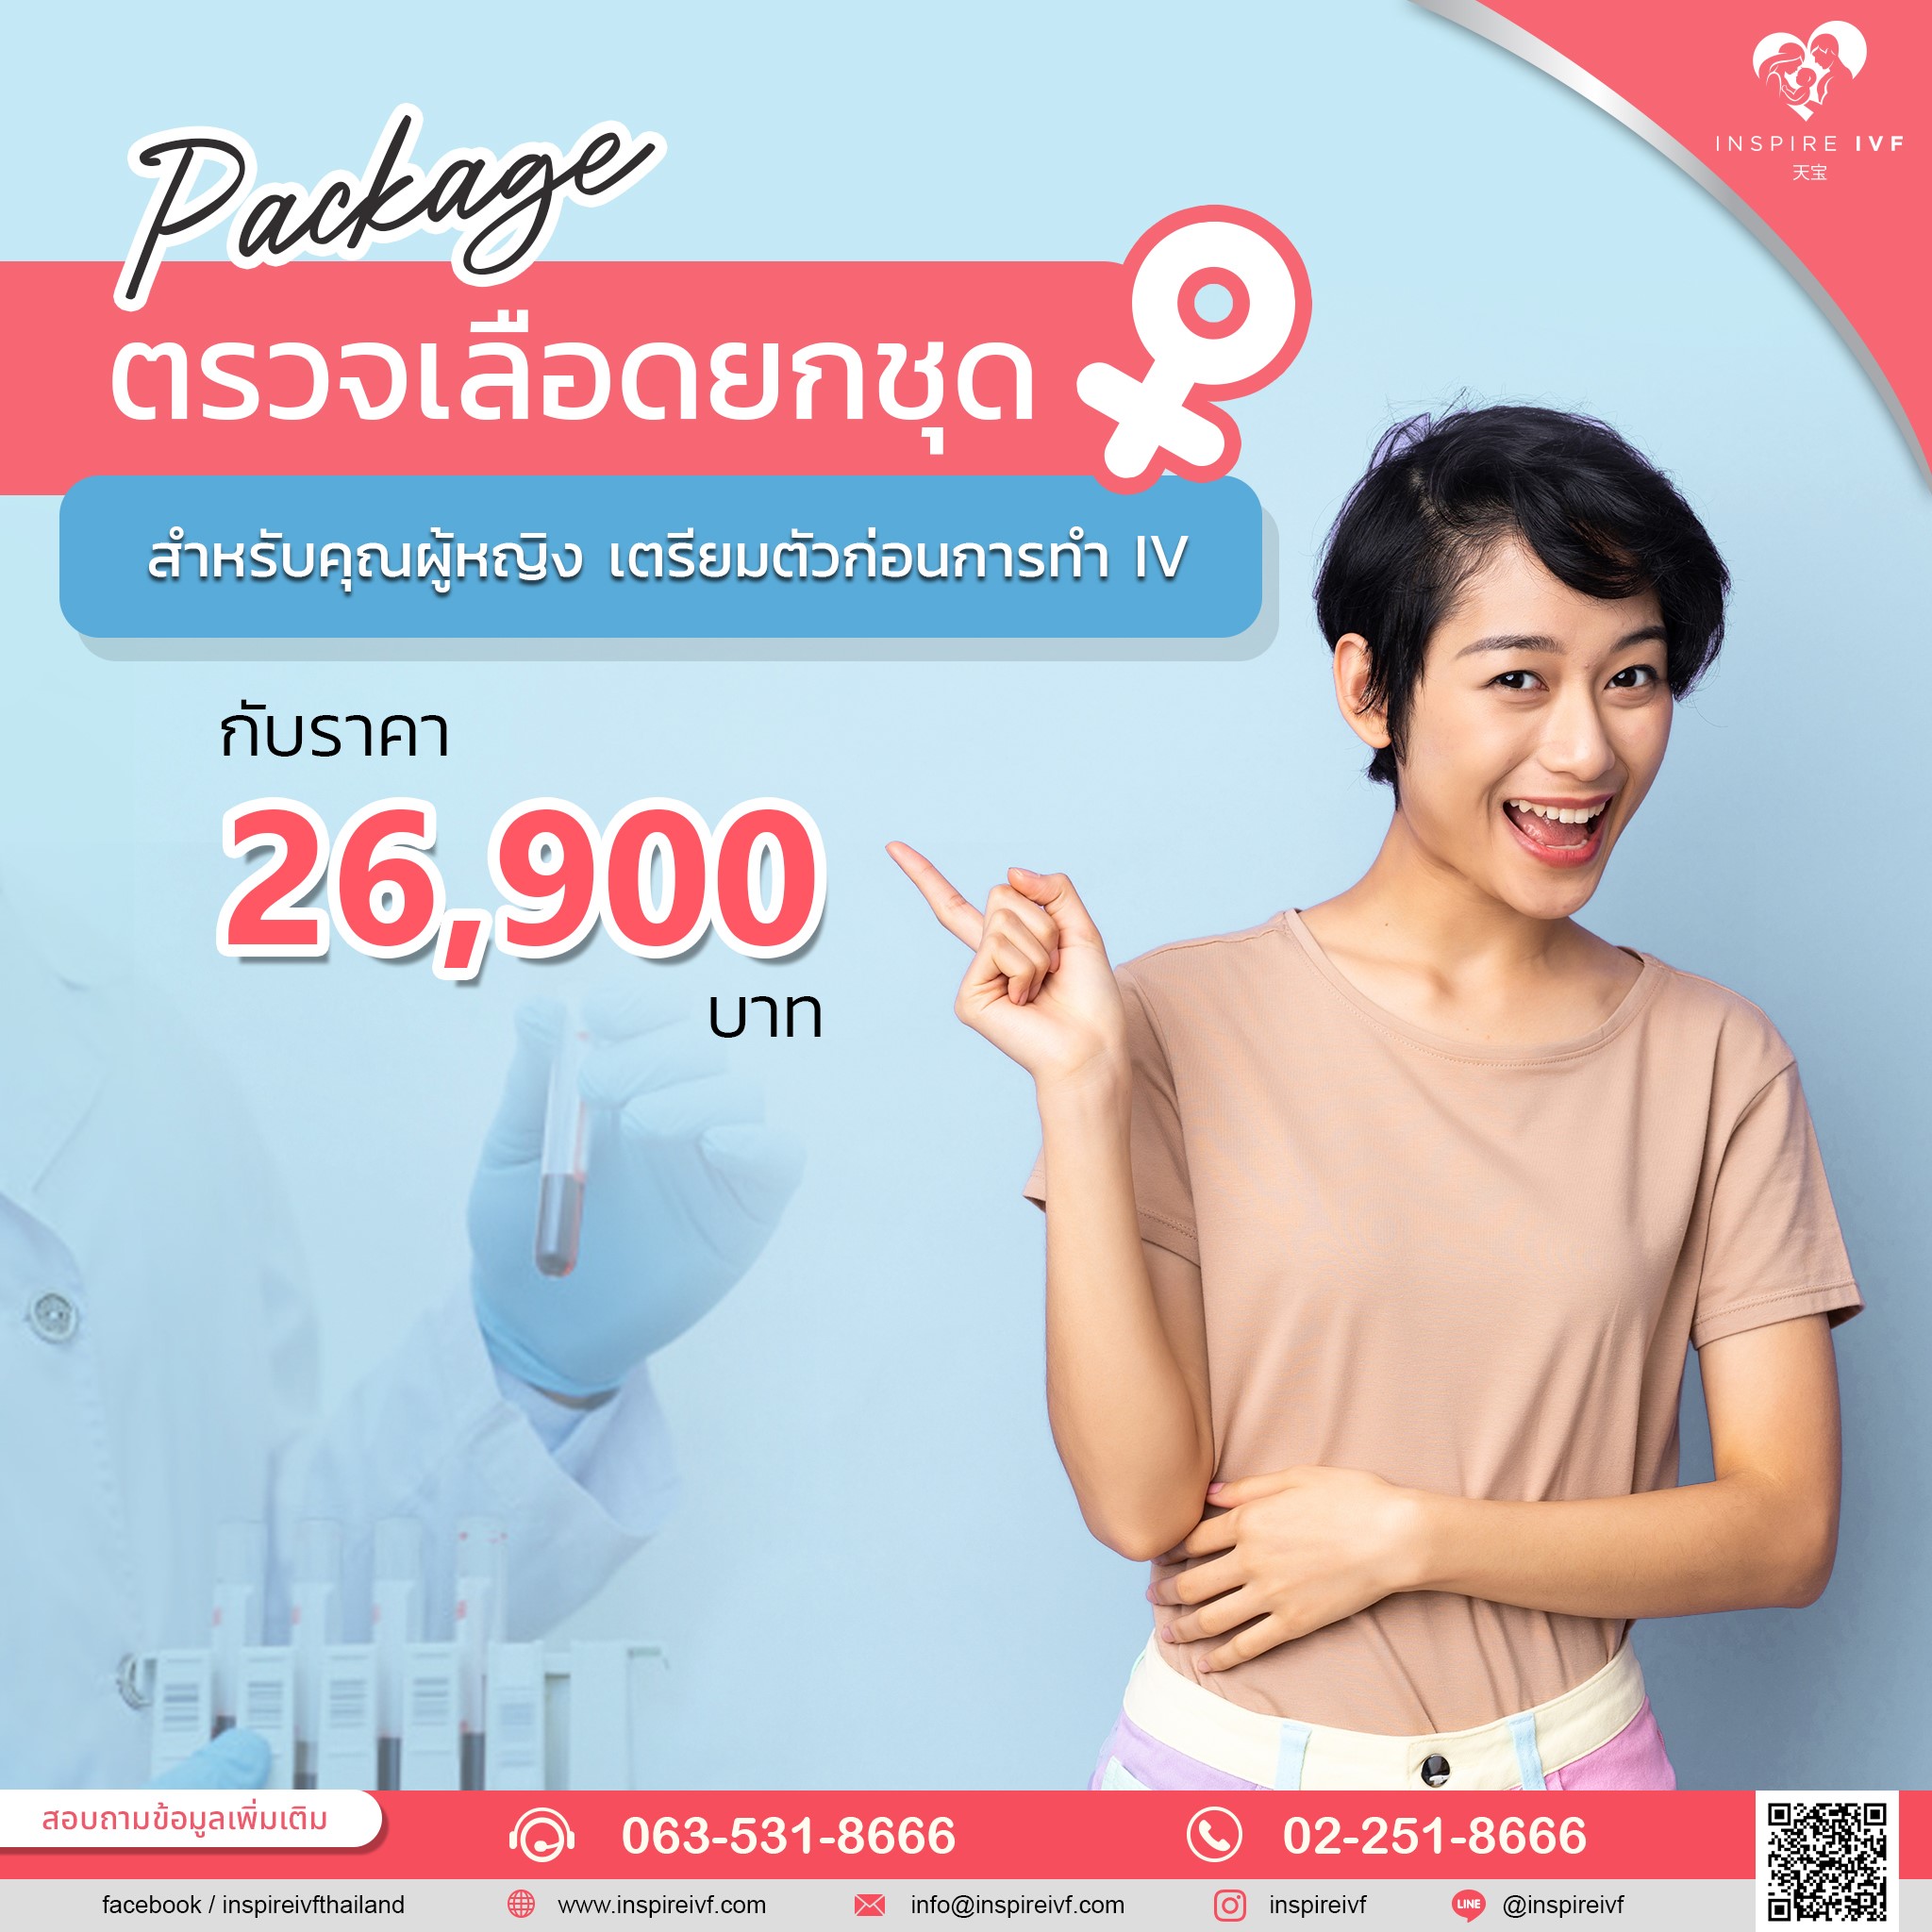 INSPIRE IVF
天宝
Package
ตรวจเลือดยกชุด
สำหรับคุณผู้หญิง เตรียมตัวก่อนการทำ IV
กับราคา
26,900
บาท
สอบถามข้อมูลเพิ่มเติม
063-531-8666
02-251-8666
facebook / inspireivfthailand
www.inspireivf.com
info@inspireivf.com
inspireivf
LINE @inspireivf